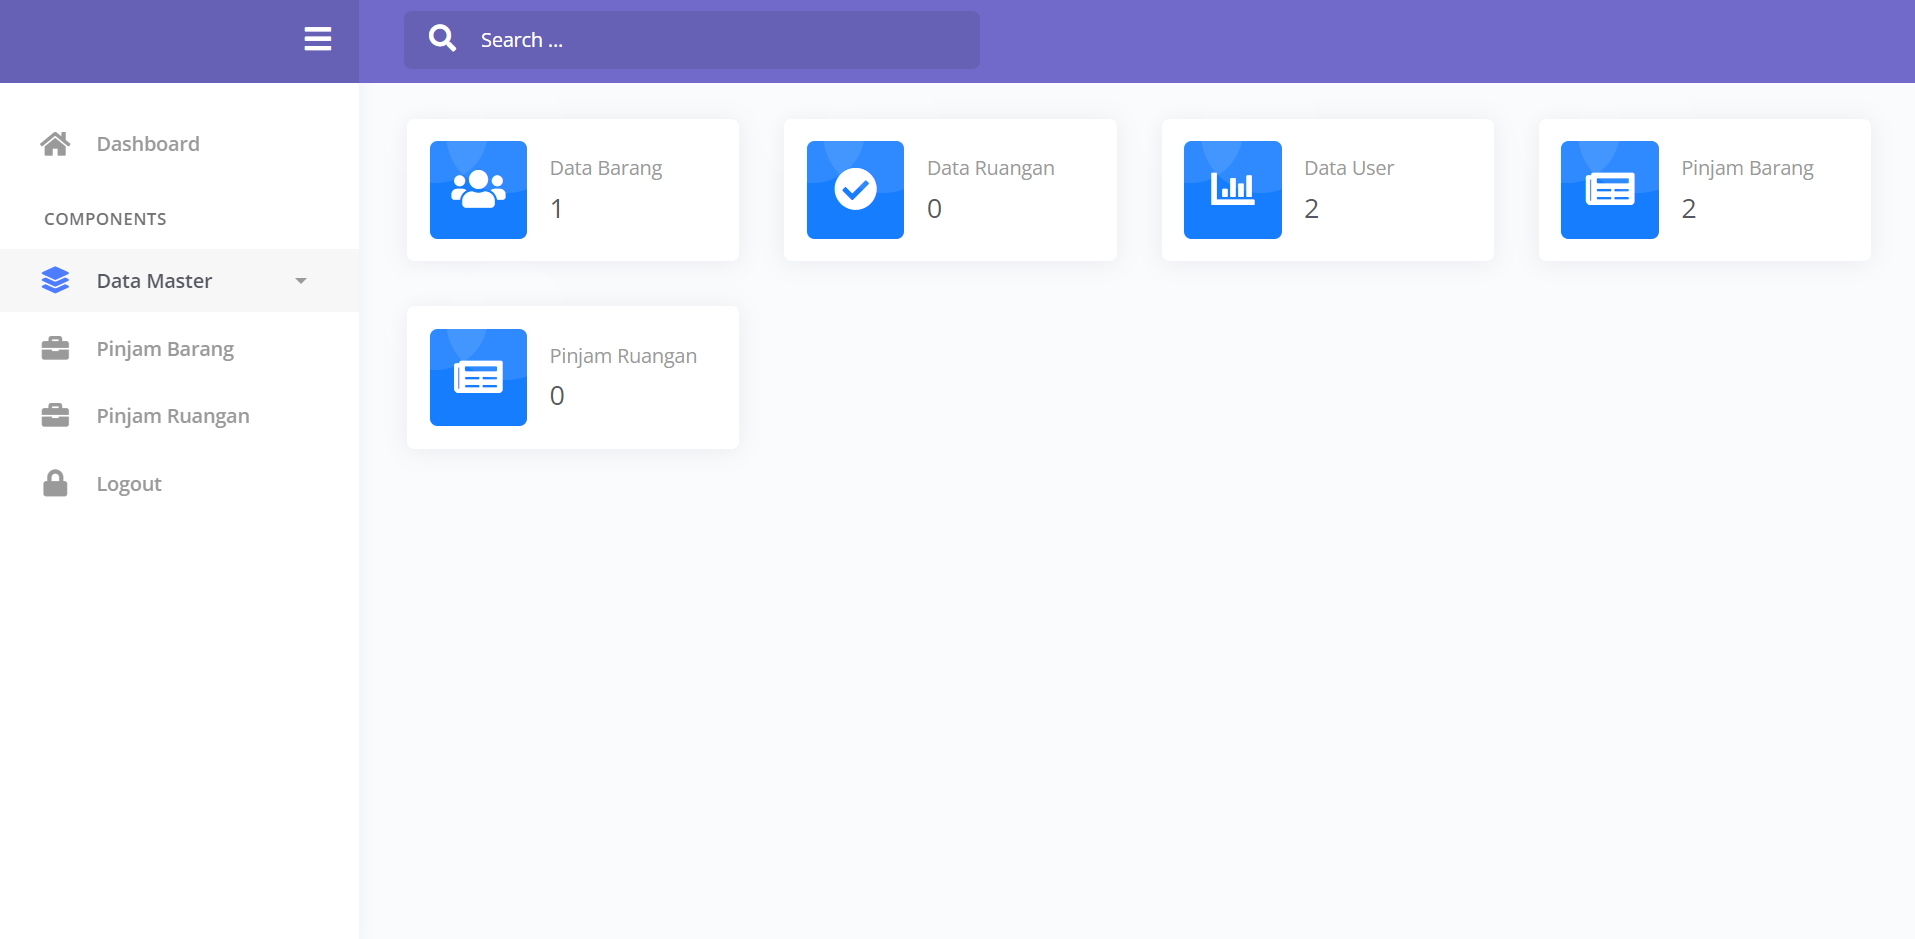 Search ...
Dashboard
COMPONENTS
Data Master
Pinjam Barang
Pinjam Ruangan
Logout
Data Barang
1
Data Ruangan
0
Data User
2
Pinjam Barang
2
Pinjam Ruangan
0